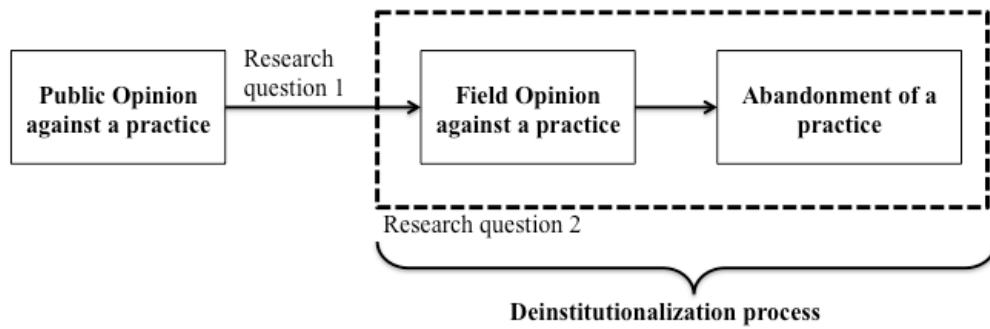 Public Opinion
against a practice
Research
question 1
Field Opinion
against a practice
Abandonment of a
practice
Research question 2
Deinstitutionalization process